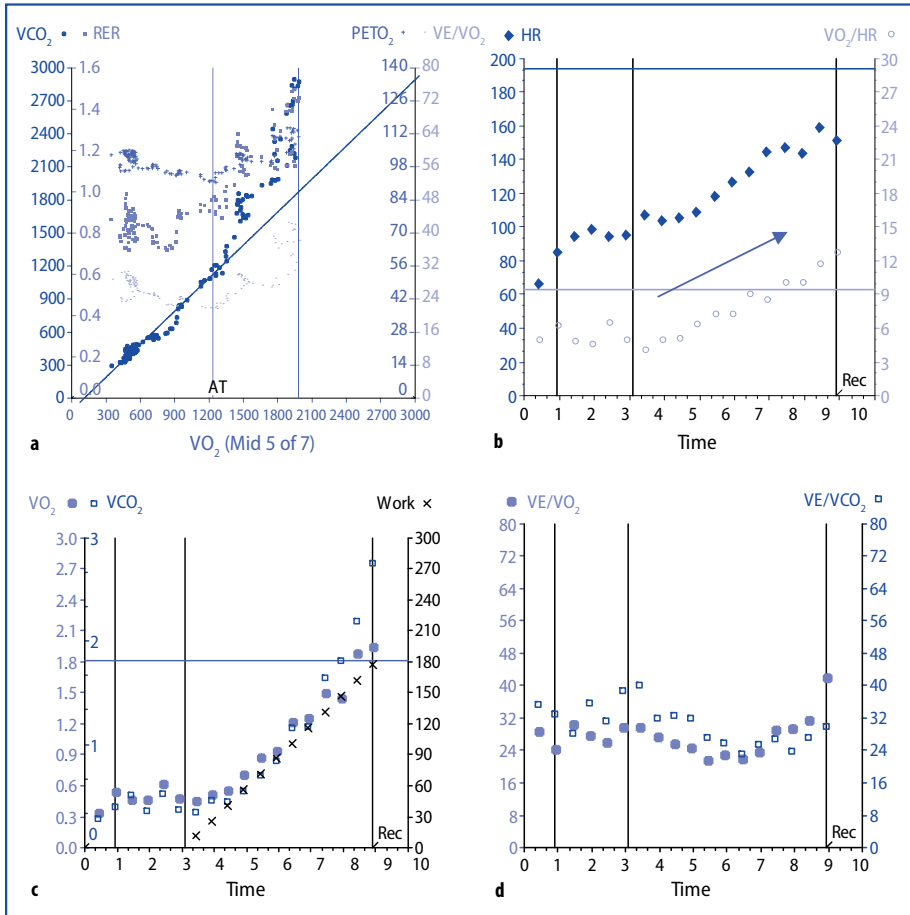 VCO2 RER PETO2 VE/VO2
3000 1.6 140 80
2700 1.4 126 72
2400 112 64
2100 1.2 98 56
1800 1.0 84 48
1500 0.8 70 40
1200 0.6 56 32
900 0.4 42 24
600 28 16
300 0.2 14 8
0 0.0 AT 0 0
0 300 600 900 1200 1500 1800 2100 2400 2700 3000
VO2 (Mid 5 of 7)
a
HR VO2/HR
200 30
180 27
160 24
140 21
120 18
100 15
80 12
60 9
40 6
20 3
0 Rec 0
0 1 2 3 4 5 6 7 8 9 10
Time
b
VO2 VCO2 Work
3.0 3 300
2.7 270
2.4 240
2.1 2 210
1.8 180
1.5 150
1.2 1 120
0.9 90
0.6 60
0.3 30
0.0 0 Rec 0
0 1 2 3 4 5 6 7 8 9 10
Time
c
VE/VO2 VE/VCO2
80 80
72 72
64 64
56 56
48 48
40 40
32 32
24 24
16 16
8 8
0 Rec 0
0 1 2 3 4 5 6 7 8 9 10
Time
d